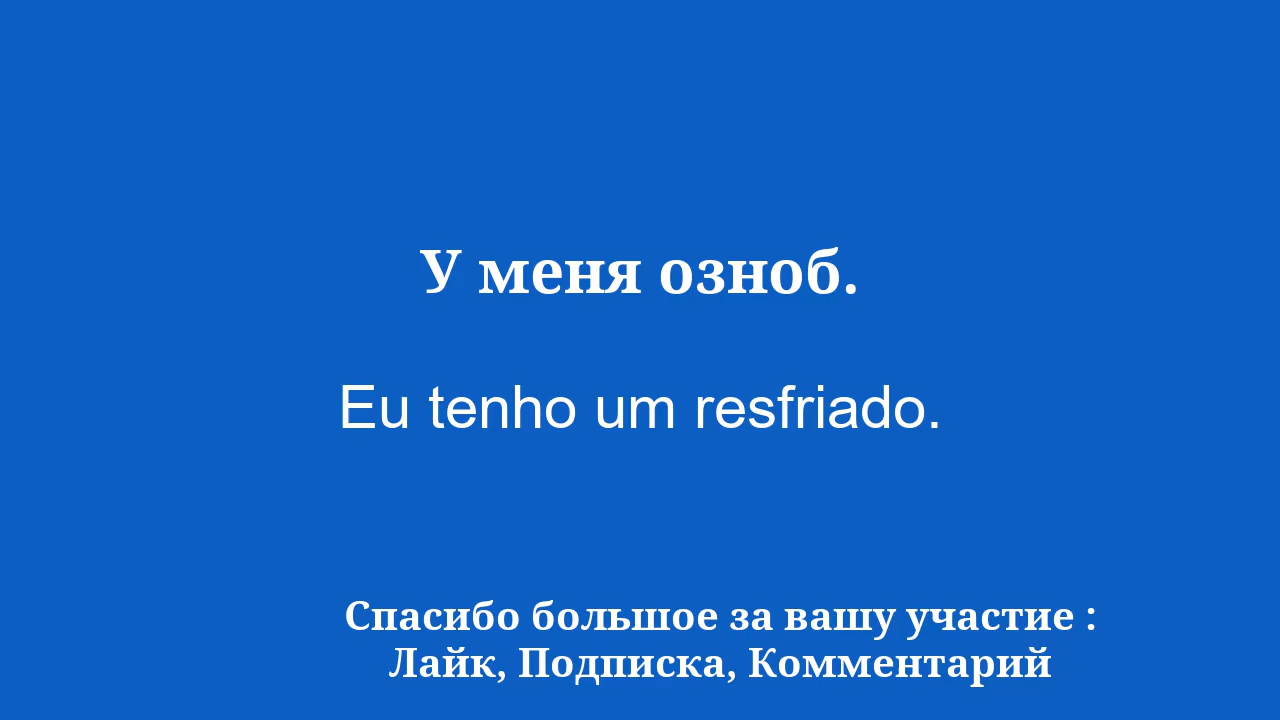 У меня озноб.
Eu tenho um resfriado.
Спасибо большое за вашу участие :
Лайк, Подписка, Комментарий